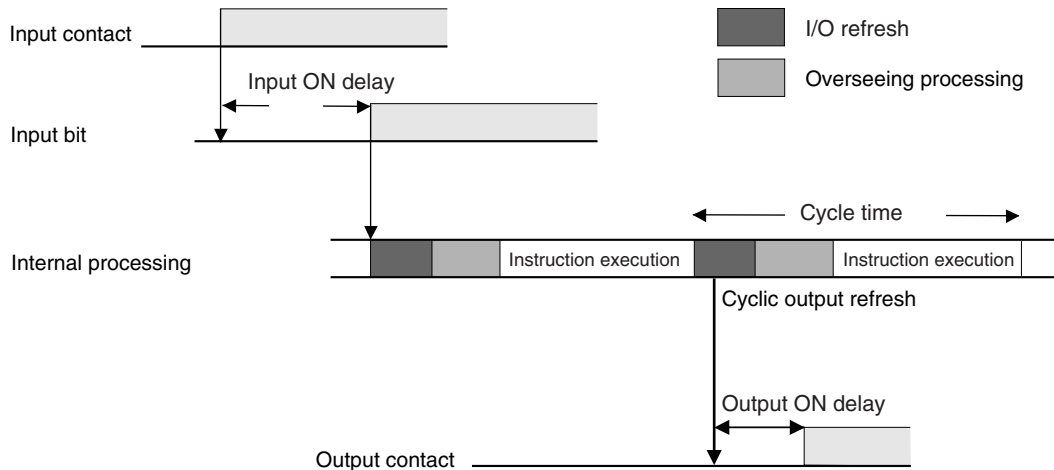 Input contact
I/O refresh
Overseeing processing
Input ON delay
Input bit
Cycle time
Internal processing
Instruction execution
Instruction execution
Cyclic output refresh
Output ON delay
Output contact